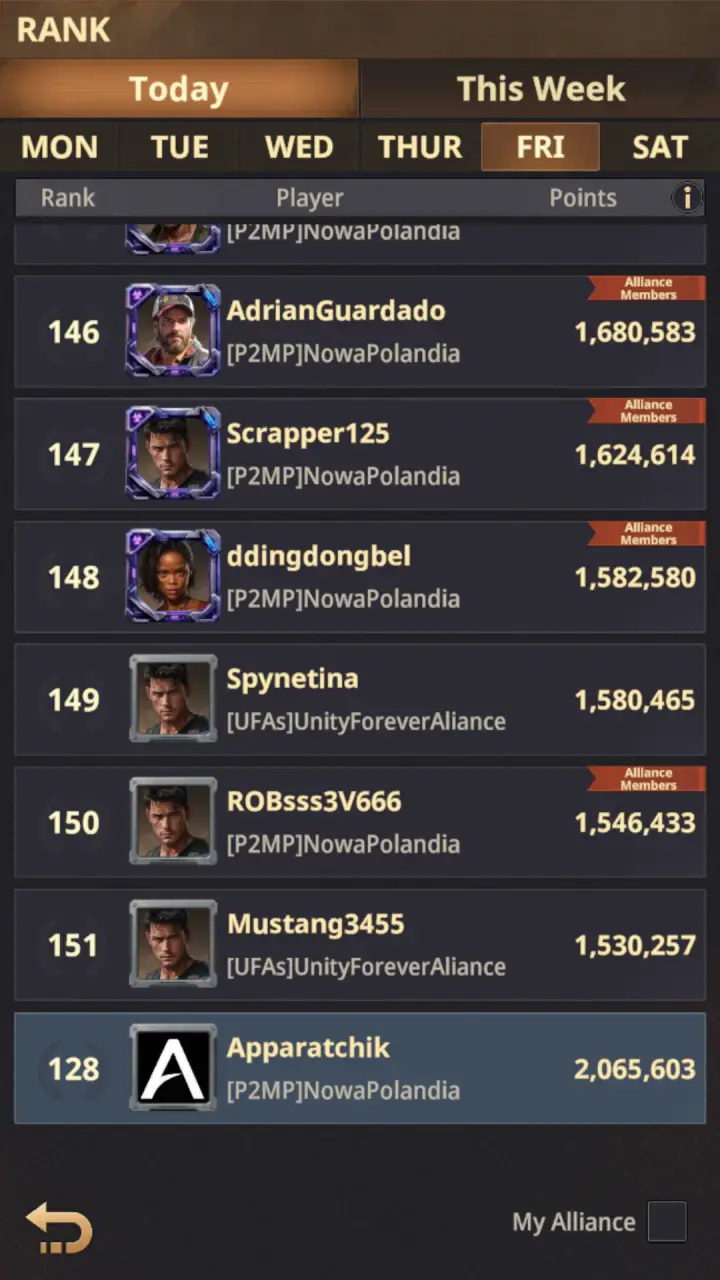 RANK
Today
This Week
MON
TUE
WED
THUR
FRI
SAT
Rank
Player
Points
i
[P2MP]NowaPolandia
Alliance
Members
146
AdrianGuardado
[P2MP]NowaPolandia
1,680,583
Alliance
Members
147
Scrapper125
[P2MP]NowaPolandia
1,624,614
Alliance
Members
148
ddingdongbel
[P2MP]NowaPolandia
1,582,580
149
Spynetina
[UFAs]UnityForeverAliance
1,580,465
Alliance
Members
150
ROBsss3V666
[P2MP]NowaPolandia
1,546,433
151
Mustang3455
[UFAs]UnityForeverAliance
1,530,257
128
A
Apparatchik
[P2MP]NowaPolandia
2,065,603
My Alliance